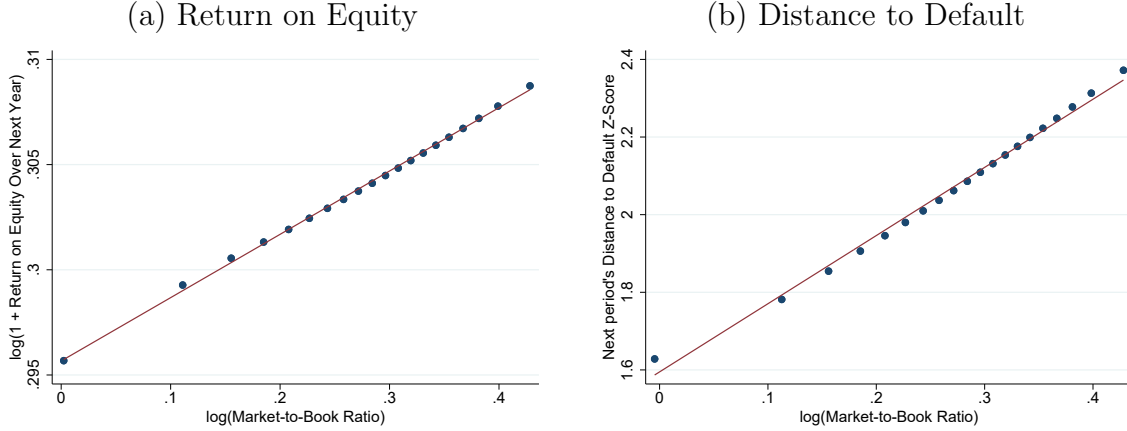 (a) Return on Equity
log(1 + Return on Equity Over Next Year)
.31
.305
.3
.295
0 .1 .2 .3 .4
log(Market-to-Book Ratio)
(b) Distance to Default
Next period's Distance to Default Z-Score
2.4
2.2
2
1.8
1.6
0 .1 .2 .3 .4
log(Market-to-Book Ratio)